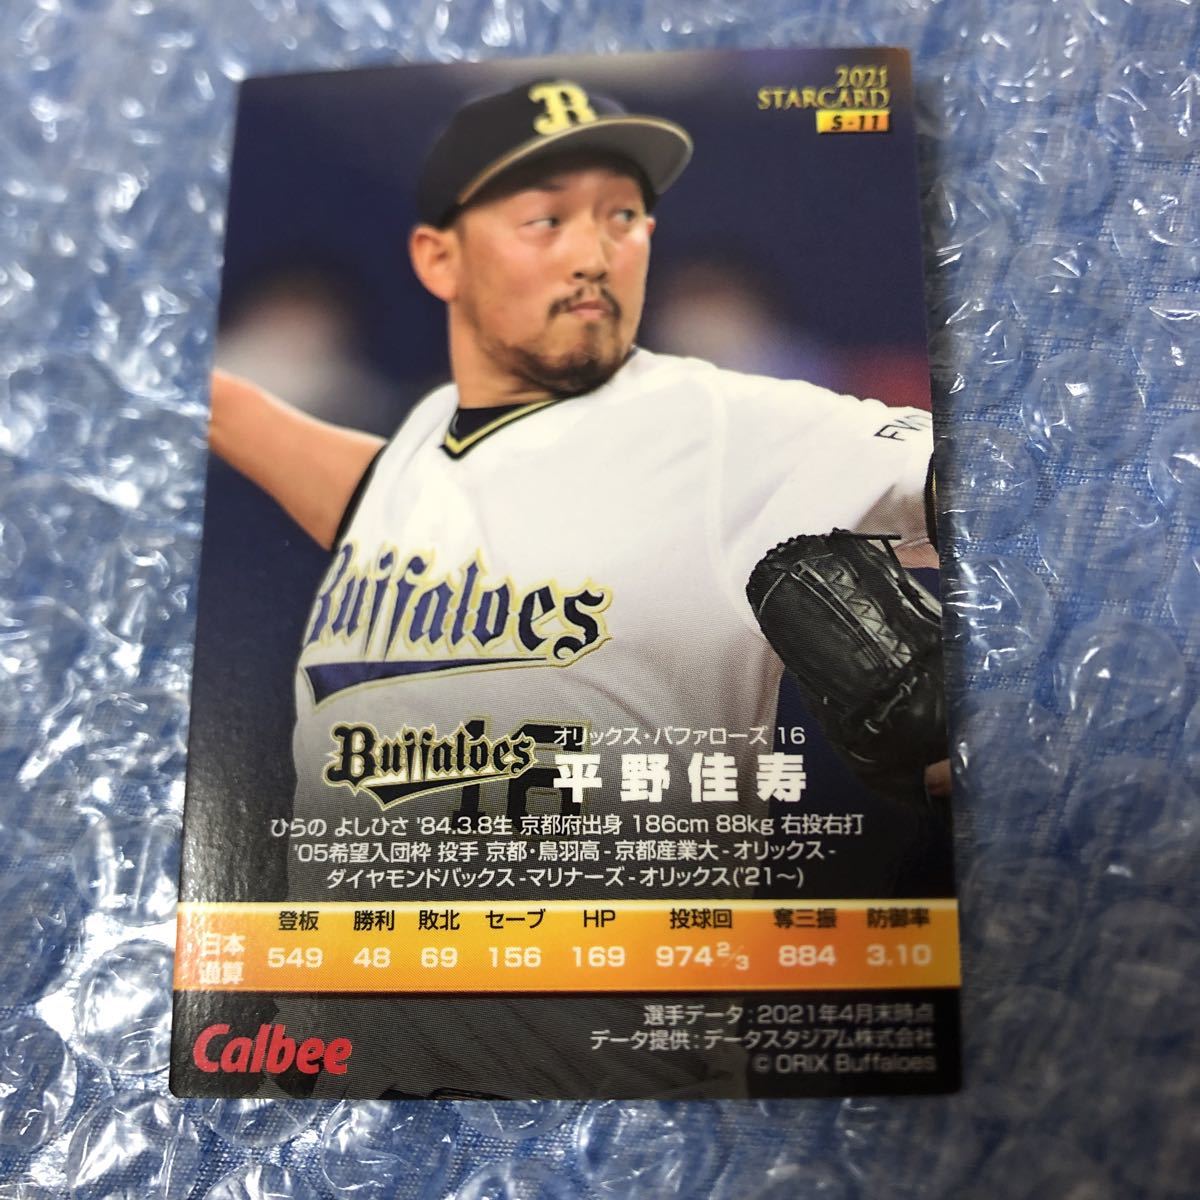 2021
STARCARD
S-11
B
FW
Buffaloes
16
Buffaloes
オリックス・バファローズ 16
平野佳寿
ひらの よしひさ '84.3.8生 京都府出身 186cm 88kg 右投右打
'05希望入団枠 投手 京都・鳥羽高-京都産業大-オリックス-
ダイヤモンドバックス-マリナーズ-オリックス('21～)
登板 勝利 敗北 セーブ HP 投球回 奪三振 防御率
日本通算 549 48 69 156 169 974 2/3 884 3.10
Calbee
選手データ：2021年4月末時点
データ提供：データスタジアム株式会社
© ORIX Buffaloes